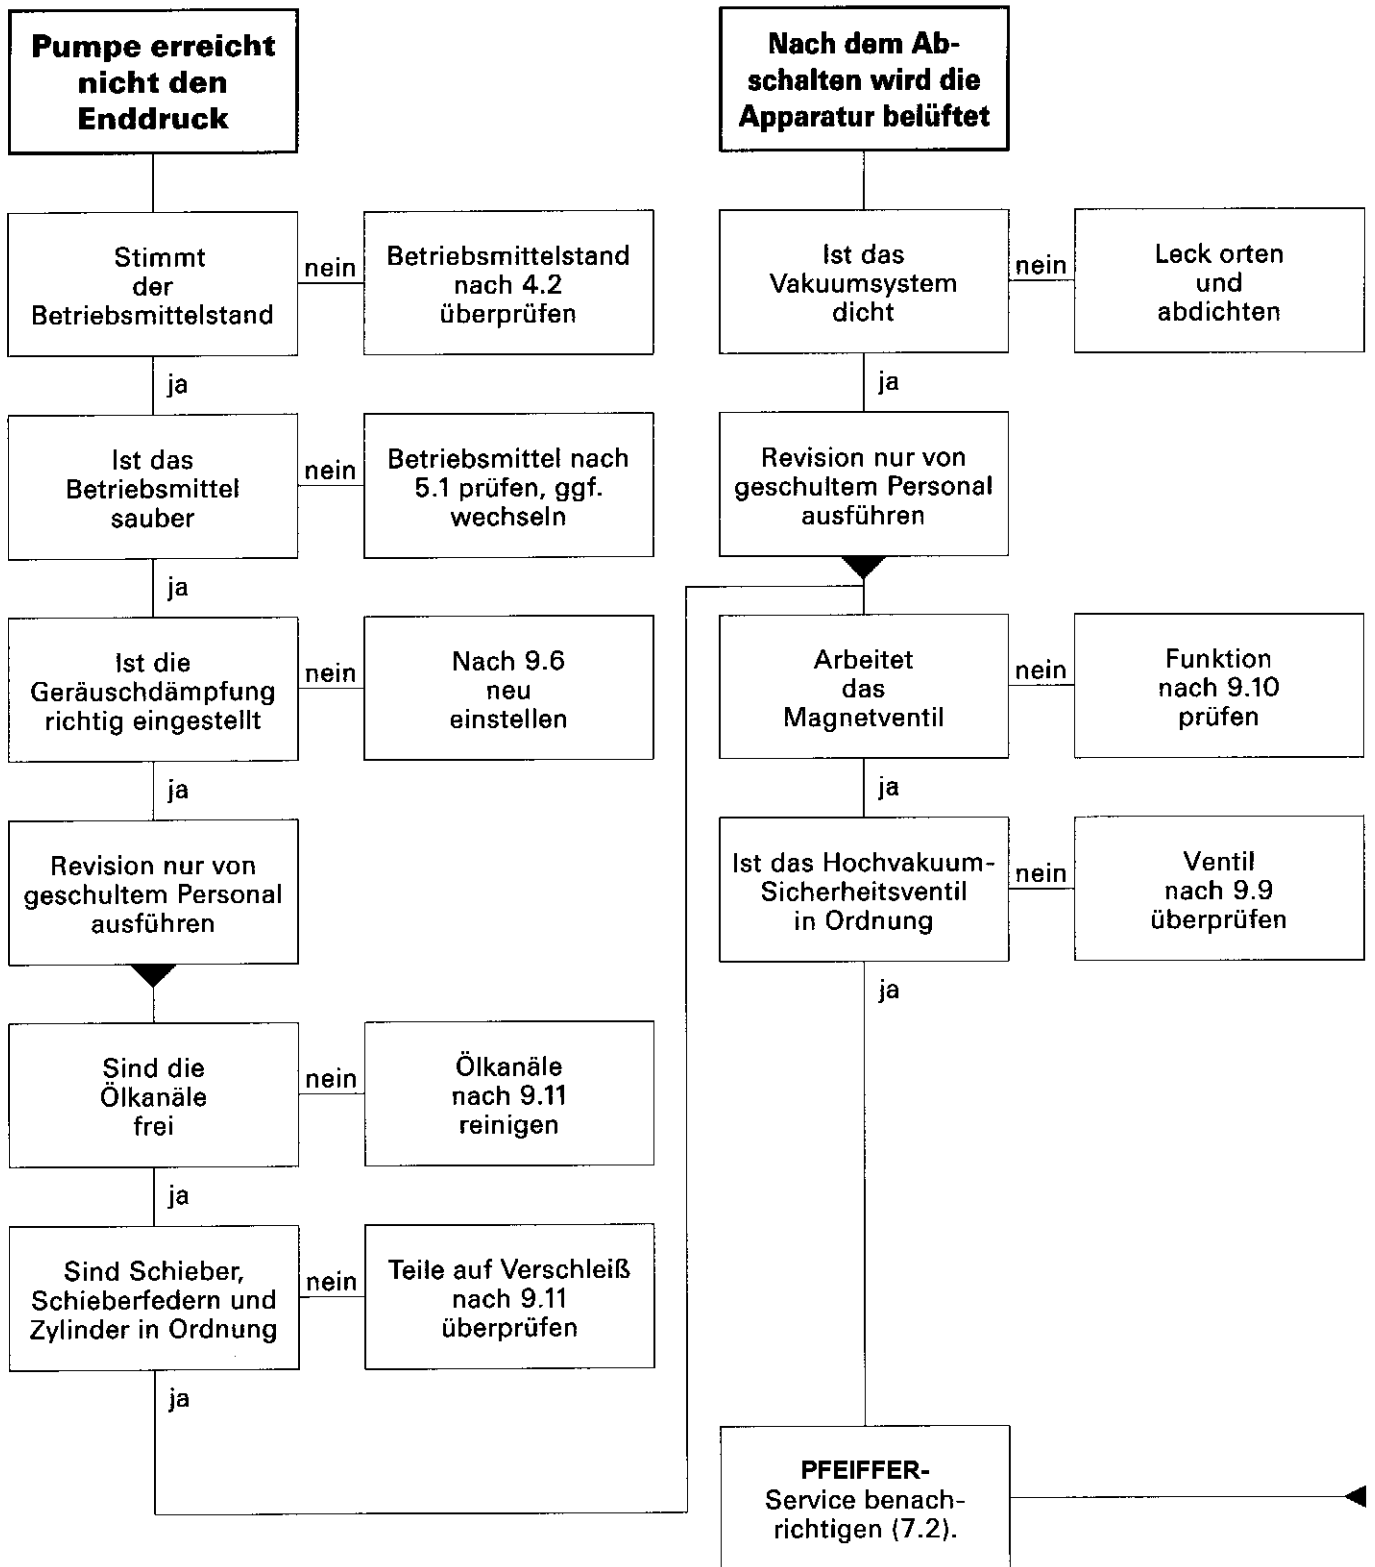 Pumpe erreicht
nicht den
Enddruck
Stimmt
der
Betriebsmittelstand
nein
Betriebsmittelstand
nach 4.2
überprüfen
ja
Ist das
Betriebsmittel
sauber
nein
Betriebsmittel nach
5.1 prüfen, ggf.
wechseln
ja
Ist die
Geräuschdämpfung
richtig eingestellt
nein
Nach 9.6
neu
einstellen
ja
Revision nur von
geschultem Personal
ausführen
Sind die
Ölkanäle
frei
nein
Ölkanäle
nach 9.11
reinigen
ja
Sind Schieber,
Schieberfedern und
Zylinder in Ordnung
nein
Teile auf Verschleiß
nach 9.11
überprüfen
ja
Nach dem Ab-
schalten wird die
Apparatur belüftet
Ist das
Vakuumsystem
dicht
nein
Leck orten
und
abdichten
ja
Revision nur von
geschultem Personal
ausführen
Arbeitet
das
Magnetventil
nein
Funktion
nach 9.10
prüfen
ja
Ist das Hochvakuum-
Sicherheitsventil
in Ordnung
nein
Ventil
nach 9.9
überprüfen
ja
PFEIFFER-
Service benach-
richtigen (7.2).